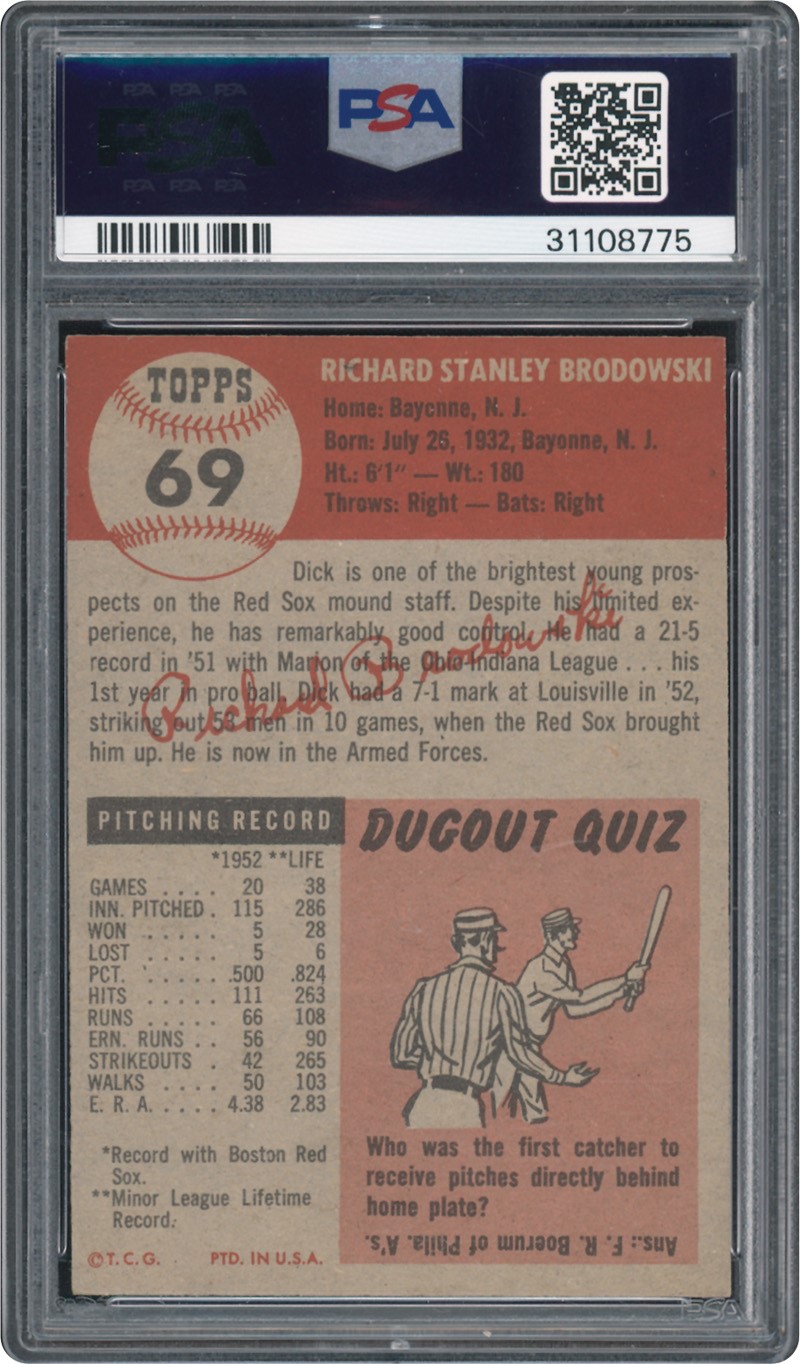 PSA PSA PSA
PSA
PSA PSA PSA
PSA
31108775
TOPPS
69
RICHARD STANLEY BRODOWSKI
Home: Bayonne, N. J.
Born: July 26, 1932, Bayonne, N. J.
Ht.: 6'1" — Wt.: 180
Throws: Right — Bats: Right
Dick is one of the brightest young pros-
pects on the Red Sox mound staff. Despite his limited ex-
perience, he has remarkably good control. He had a 21-5
record in '51 with Marion of the Ohio-Indiana League . . . his
1st year in pro ball. Dick had a 7-1 mark at Louisville in '52,
striking out 53 men in 10 games, when the Red Sox brought
him up. He is now in the Armed Forces.
Richard Brodowski
PITCHING RECORD
*1952 **LIFE
GAMES . . . . 20 38
INN. PITCHED . 115 286
WON . . . . . 5 28
LOST . . . . . 5 6
PCT. . . . . . .500 .824
HITS . . . . . 111 263
RUNS . . . . . 66 108
ERN. RUNS . . 56 90
STRIKEOUTS . 42 265
WALKS . . . . 50 103
E. R. A. . . . . 4.38 2.83
*Record with Boston Red
Sox.
**Minor League Lifetime
Record.
©T.C.G. PTD. IN U.S.A.
DUGOUT QUIZ
Who was the first catcher to
receive pitches directly behind
home plate?
Ans.: F. R. Boerum of Phila. A's.
PSA